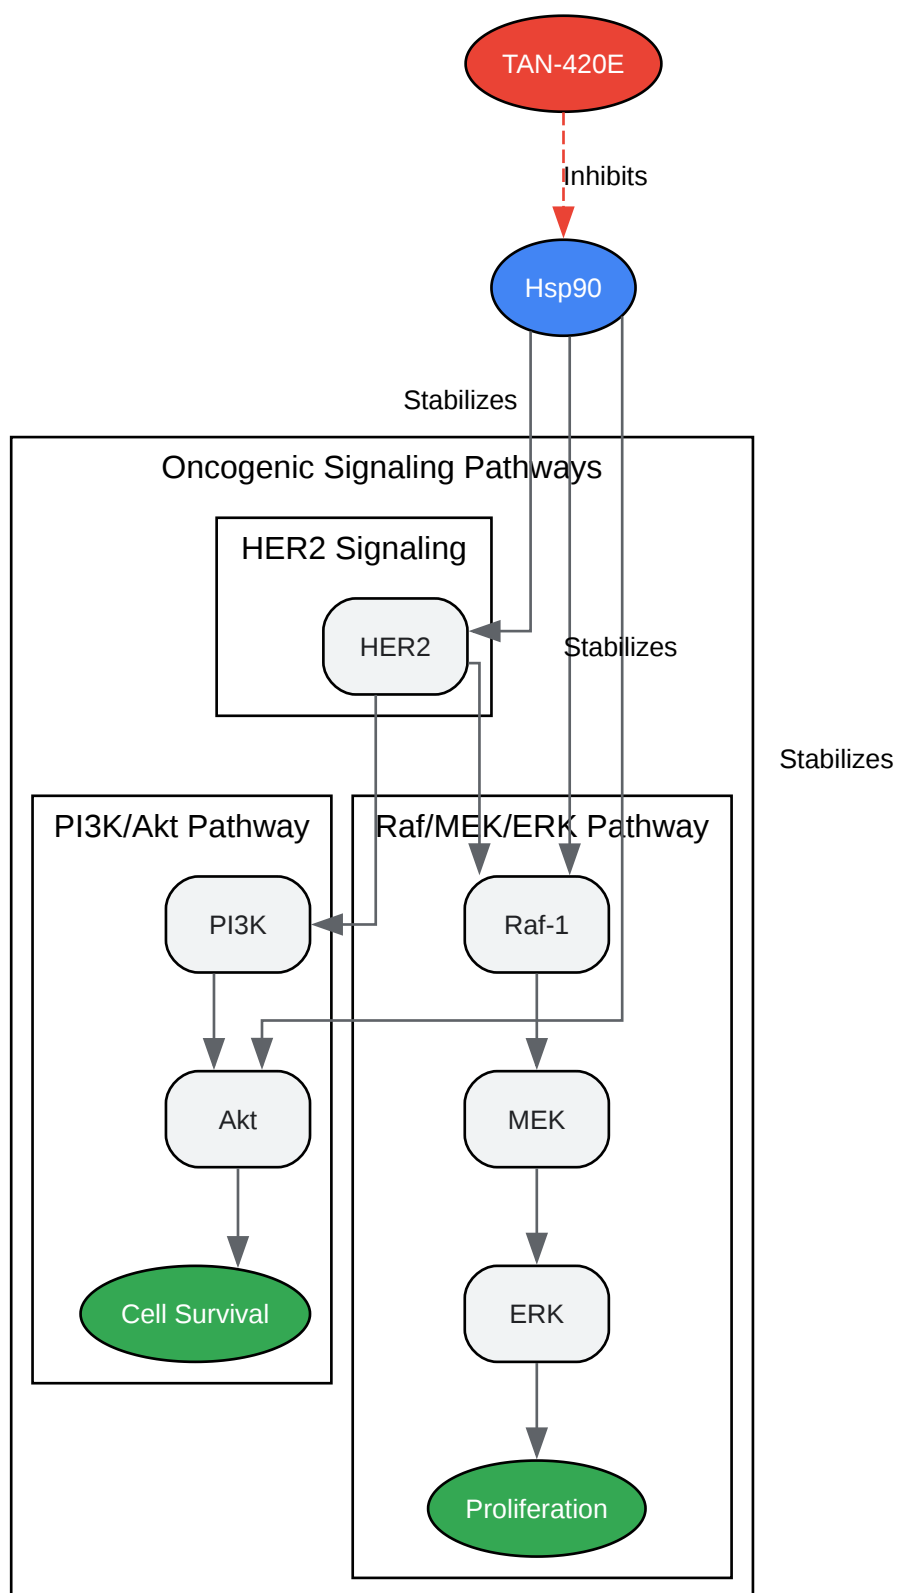 TAN-420E
Inhibits
Hsp90
Stabilizes
Oncogenic Signaling Pathways
HER2 Signaling
HER2
Stabilizes
Stabilizes
PI3K/Akt Pathway
Raf/MEK/ERK Pathway
PI3K
Raf-1
Akt
MEK
Cell Survival
ERK
Proliferation